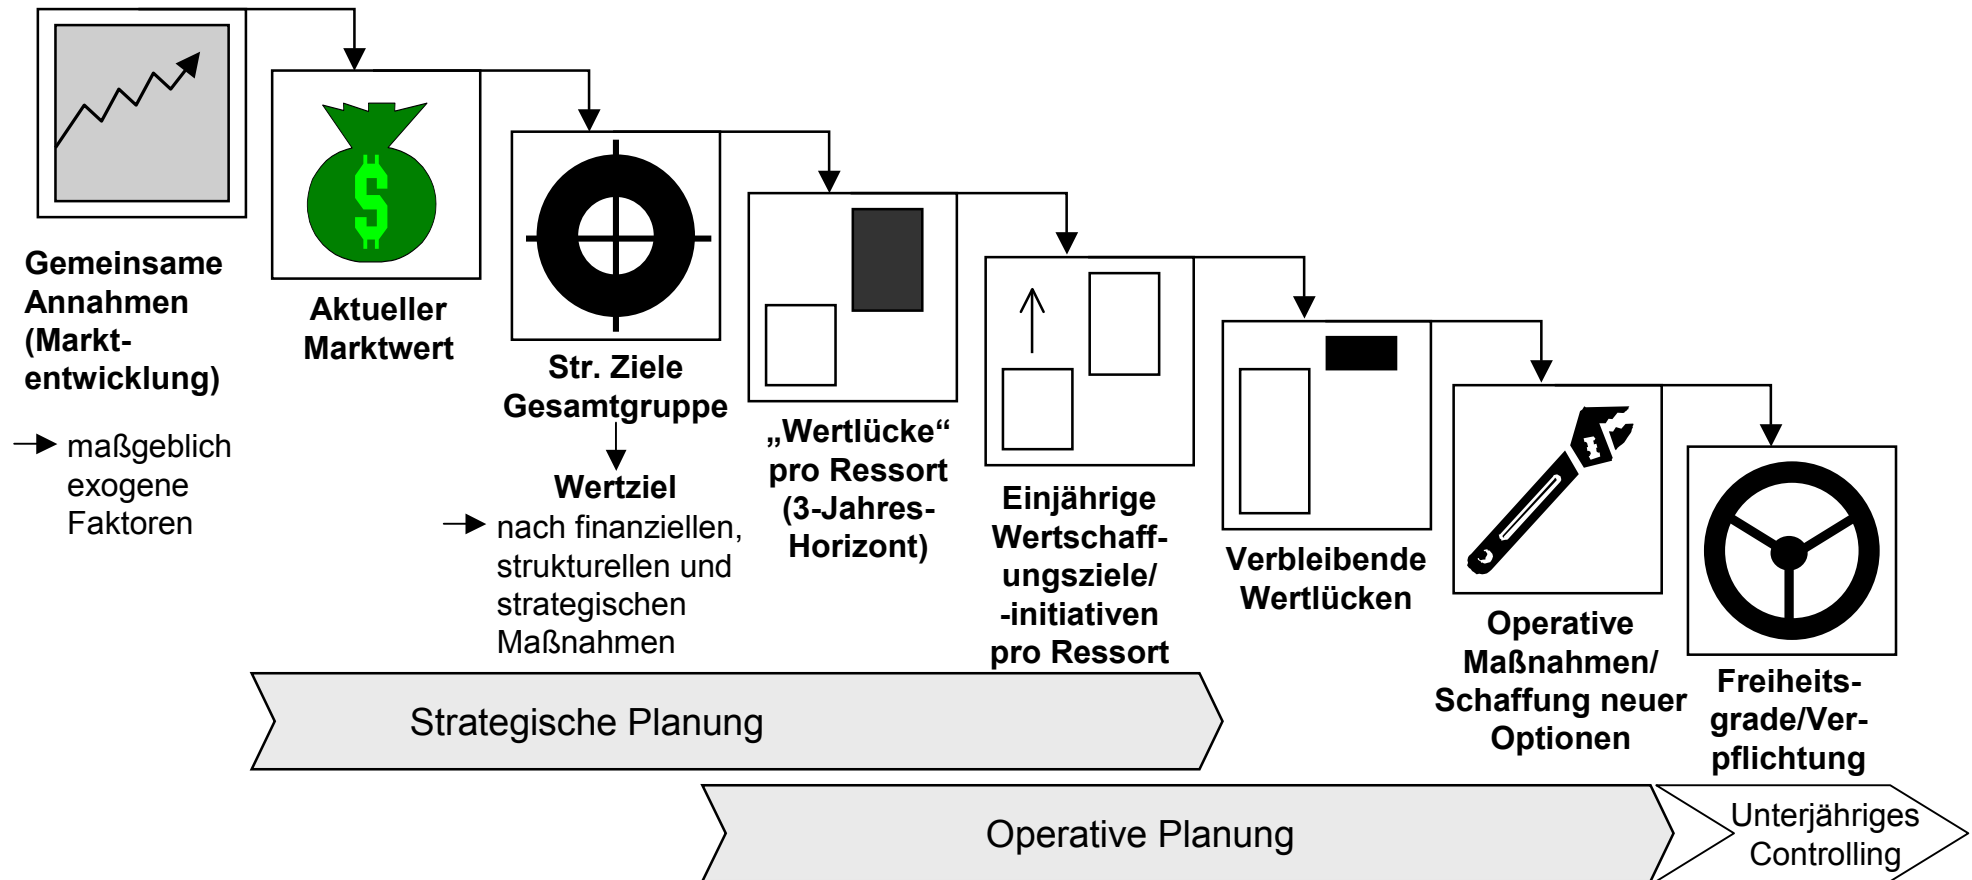 Gemeinsame
Annahmen
(Markt-
entwicklung)
maßgeblich
exogene
Faktoren
$
Aktueller
Marktwert
Str. Ziele
Gesamtgruppe
Wertziel
nach finanziellen,
strukturellen und
strategischen
Maßnahmen
„Wertlücke“
pro Ressort
(3-Jahres-
Horizont)
Einjährige
Wertschaff-
ungsziele/
-initiativen
pro Ressort
Verbleibende
Wertlücken
Operative
Maßnahmen/
Schaffung neuer
Optionen
Freiheits-
grade/Ver-
pflichtung
Strategische Planung
Operative Planung
Unterjähriges
Controlling